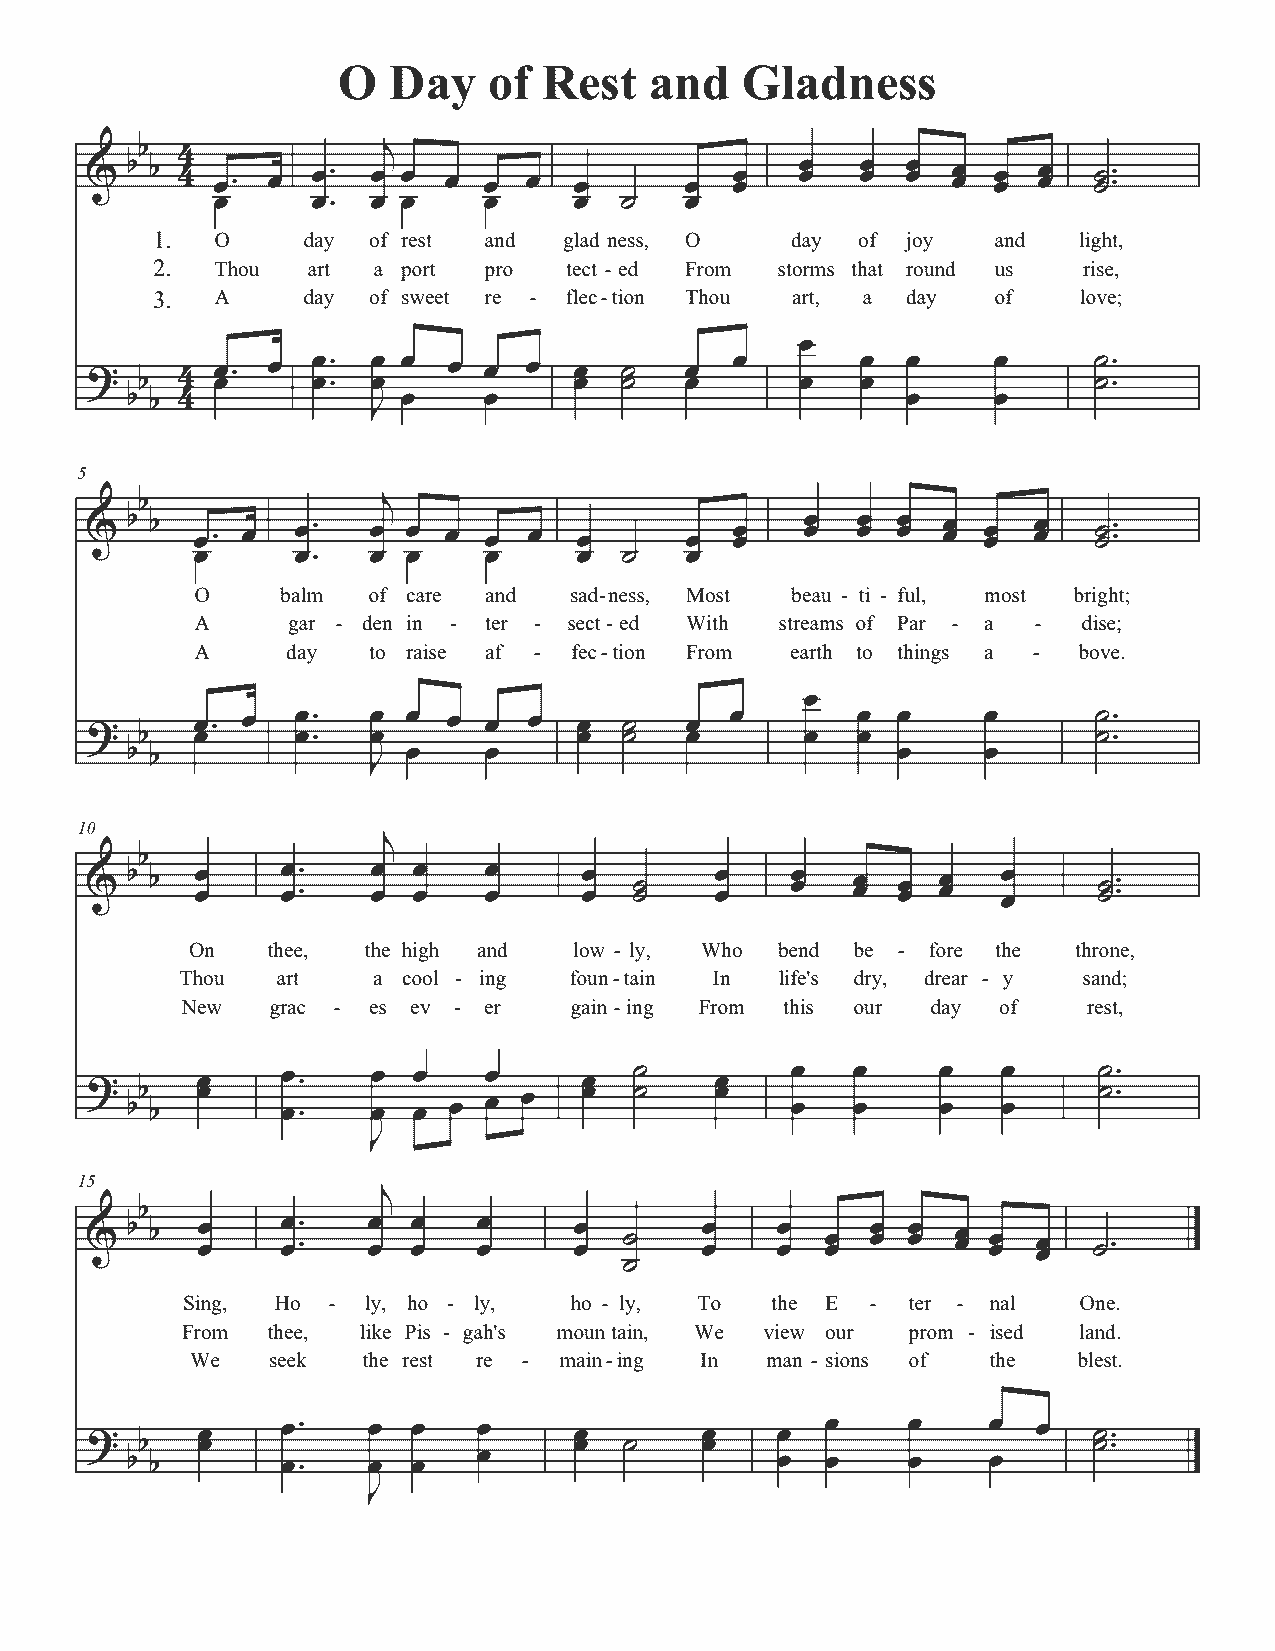 O Day of Rest and Gladness
4
4
1. O day of rest and glad ness, O day of joy and light,
2. Thou art a port pro tect - ed From storms that round us rise,
3. A day of sweet re - flec - tion Thou art, a day of love;
4
4
5
O balm of care and sad-ness, Most beau - ti - ful, most bright;
A gar - den in - ter - sect - ed With streams of Par - a - dise;
A day to raise af - fec - tion From earth to things a - bove.
10
On thee, the high and low - ly, Who bend be - fore the throne,
Thou art a cool - ing foun - tain In life's dry, drear - y sand;
New grac - es ev - er gain - ing From this our day of rest,
15
Sing, Ho - ly, ho - ly, ho - ly, To the E - ter - nal One.
From thee, like Pis - gah's moun tain, We view our prom - ised land.
We seek the rest re - main - ing In man - sions of the blest.